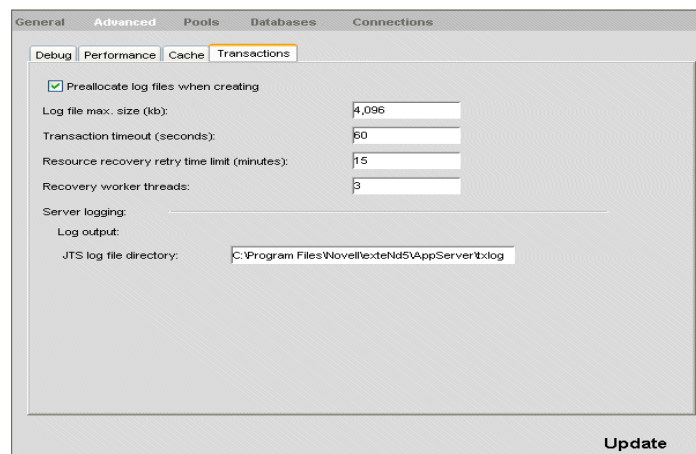 General Advanced Pools Databases Connections
Debug Performance Cache Transactions
Preallocate log files when creating
Log file max. size (kb): 4,096
Transaction timeout (seconds): 60
Resource recovery retry time limit (minutes): 15
Recovery worker threads: 3
Server logging:
Log output:
JTS log file directory: C:\Program Files\Novell\exteNd5\AppServer\txlog
Update